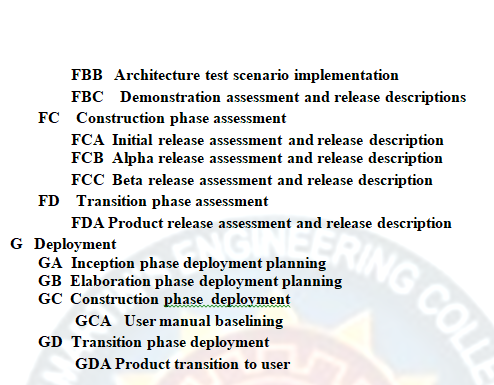 FBB Architecture test scenario implementation
FBC Demonstration assessment and release descriptions
FC Construction phase assessment
FCA Initial release assessment and release description
FCB Alpha release assessment and release description
FCC Beta release assessment and release description
FD Transition phase assessment
FDA Product release assessment and release description
G Deployment
GA Inception phase deployment planning
GB Elaboration phase deployment planning
GC Construction phase deployment
GCA User manual baselining
GD Transition phase deployment
GDA Product transition to user
ENGINEERING COLLE